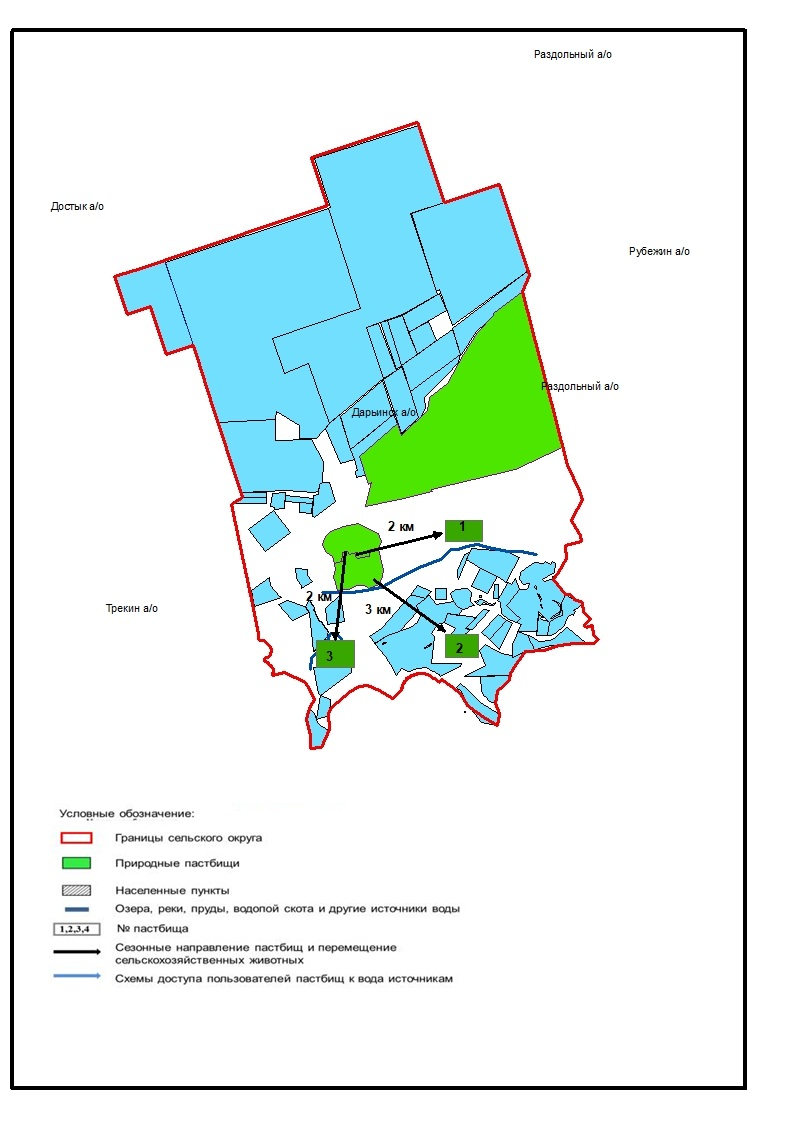 Раздольный а/о
Достык а/о
Рубежин а/о
Раздольный а/о
Дарьинск а/о
2 км
1
2 км
3 км
Трекин а/о
2
3
Условные обозначение:
Границы сельского округа
Природные пастбищи
Населенные пункты
Озера, реки, пруды, водопой скота и другие источники воды
1,2,3,4 № пастбища
Сезонные направление пастбищ и перемещение
сельскохозяйственных животных
Схемы доступа пользователей пастбищ к вода источникам